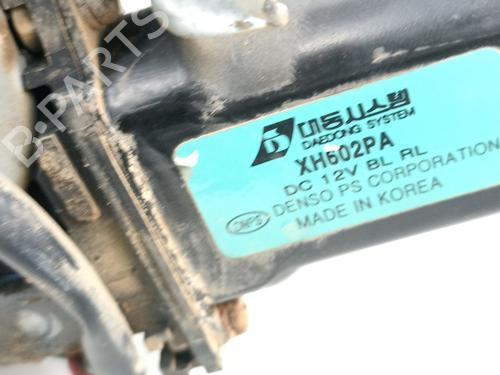 대동시스템
DAEDONG SYSTEM
XH602PA
DC 12V BL RL
DNPS DENSO PS CORPORATION
MADE IN KOREA
B-PARTS